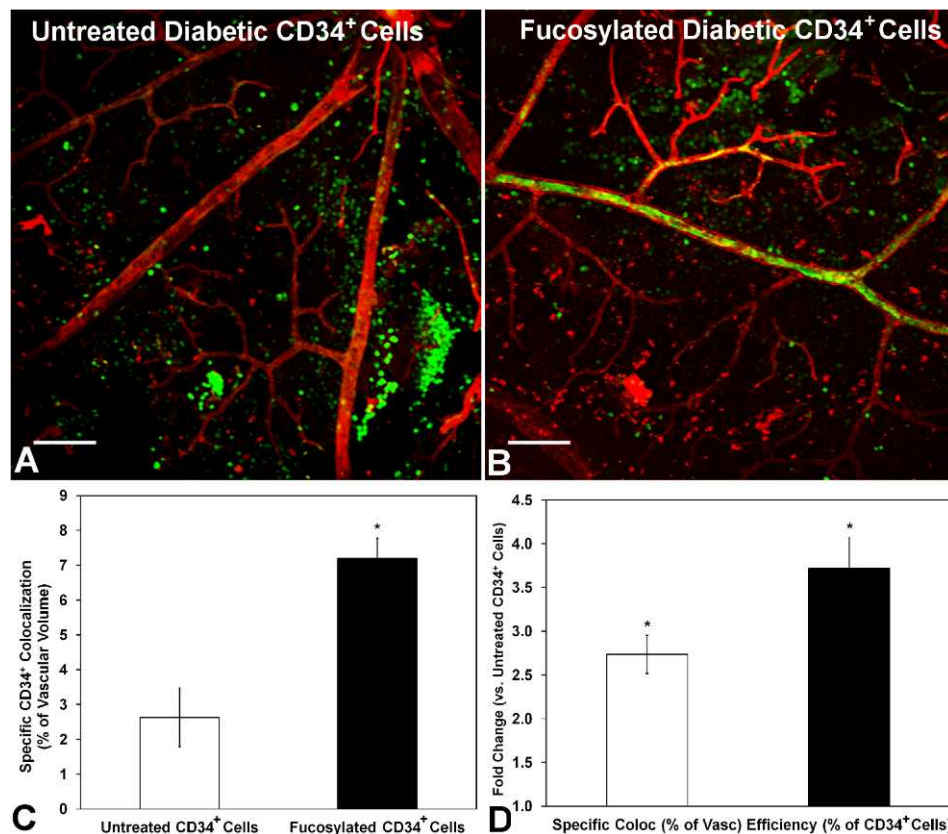 Untreated Diabetic CD34+ Cells
Fucosylated Diabetic CD34+ Cells
A
B
9
8
7
6
5
4
3
2
1
0
Specific CD34+ Colocalization
(% of Vascular Volume)
*
Untreated CD34+ Cells
Fucosylated CD34+ Cells
C
4.5
4.0
3.5
3.0
2.5
2.0
1.5
1.0
Fold Change (vs. Untreated CD34+ Cells)
*
*
Specific Coloc (% of Vasc)
Efficiency (% of CD34+Cells)
D